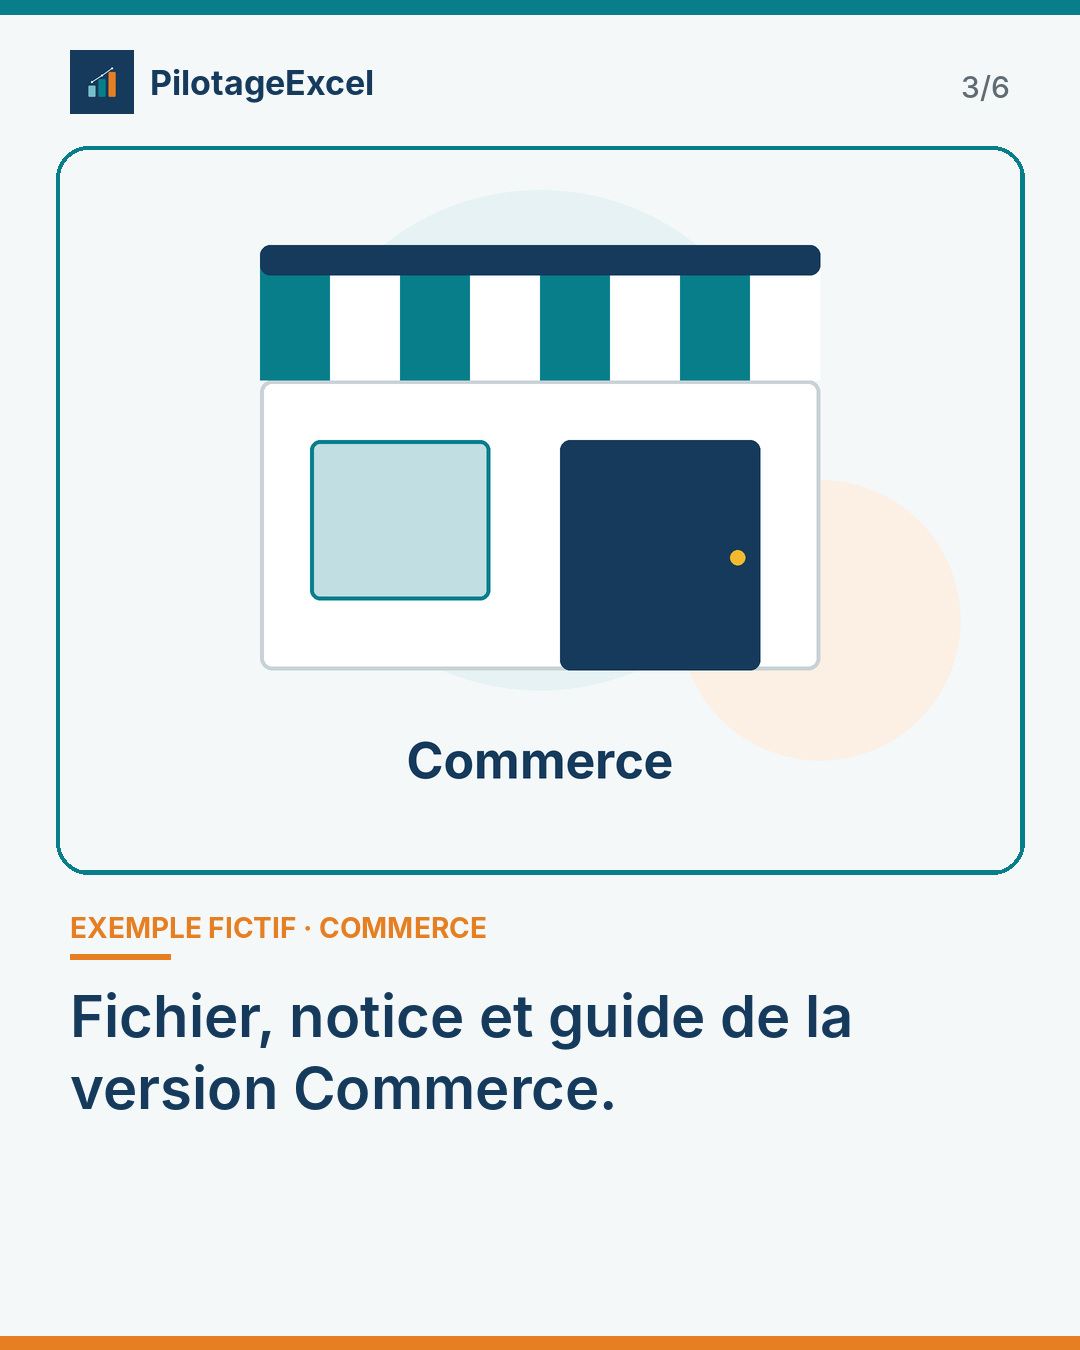 PilotageExcel
3/6
Commerce
EXEMPLE FICTIF · COMMERCE
Fichier, notice et guide de la
version Commerce.